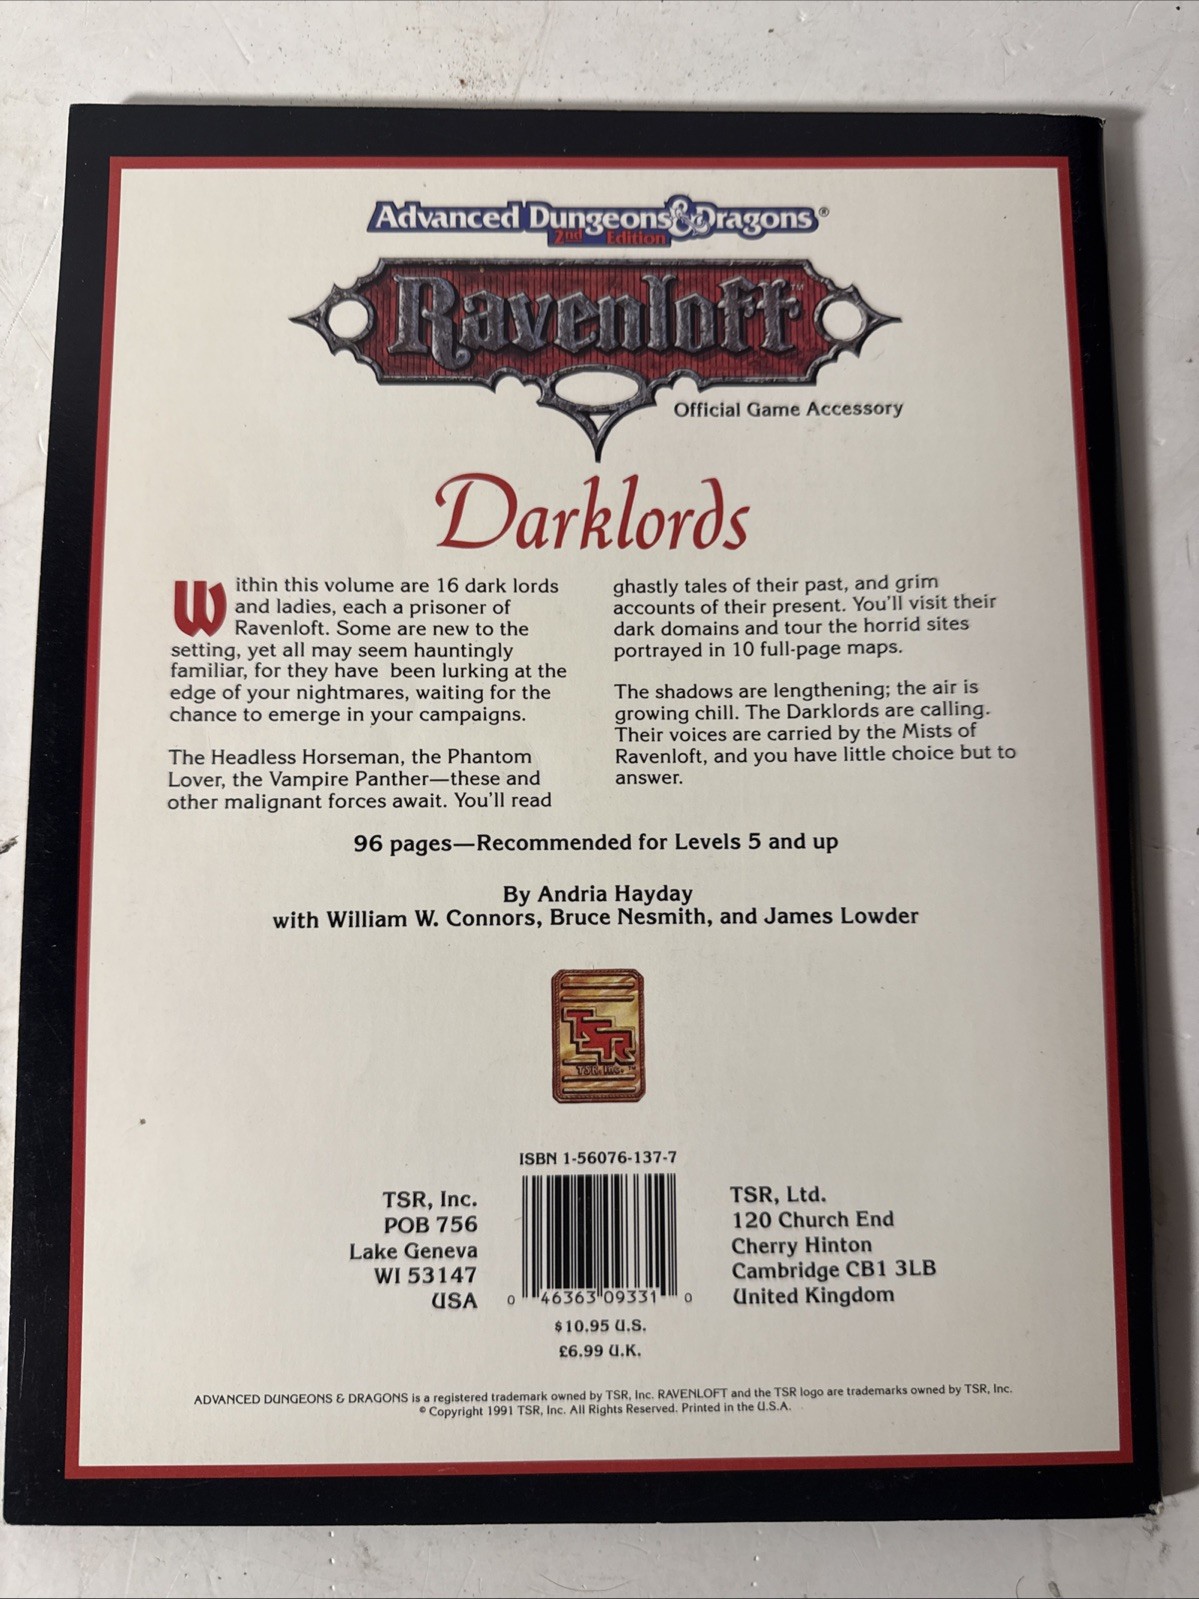 Advanced Dungeons & Dragons®
2nd Edition
Ravenloft™
Official Game Accessory
Darklords
Within this volume are 16 dark lords
and ladies, each a prisoner of
Ravenloft. Some are new to the
setting, yet all may seem hauntingly
familiar, for they have been lurking at the
edge of your nightmares, waiting for the
chance to emerge in your campaigns.
The Headless Horseman, the Phantom
Lover, the Vampire Panther—these and
other malignant forces await. You'll read
ghastly tales of their past, and grim
accounts of their present. You'll visit their
dark domains and tour the horrid sites
portrayed in 10 full-page maps.
The shadows are lengthening; the air is
growing chill. The Darklords are calling.
Their voices are carried by the Mists of
Ravenloft, and you have little choice but to
answer.
96 pages—Recommended for Levels 5 and up
By Andria Hayday
with William W. Connors, Bruce Nesmith, and James Lowder
TSR
TSR, Inc.™
ISBN 1-56076-137-7
TSR, Inc.
POB 756
Lake Geneva
WI 53147
USA
0 46363 09331 0
$10.95 U.S.
£6.99 U.K.
TSR, Ltd.
120 Church End
Cherry Hinton
Cambridge CB1 3LB
United Kingdom
ADVANCED DUNGEONS & DRAGONS is a registered trademark owned by TSR, Inc. RAVENLOFT and the TSR logo are trademarks owned by TSR, Inc.
© Copyright 1991 TSR, Inc. All Rights Reserved. Printed in the U.S.A.